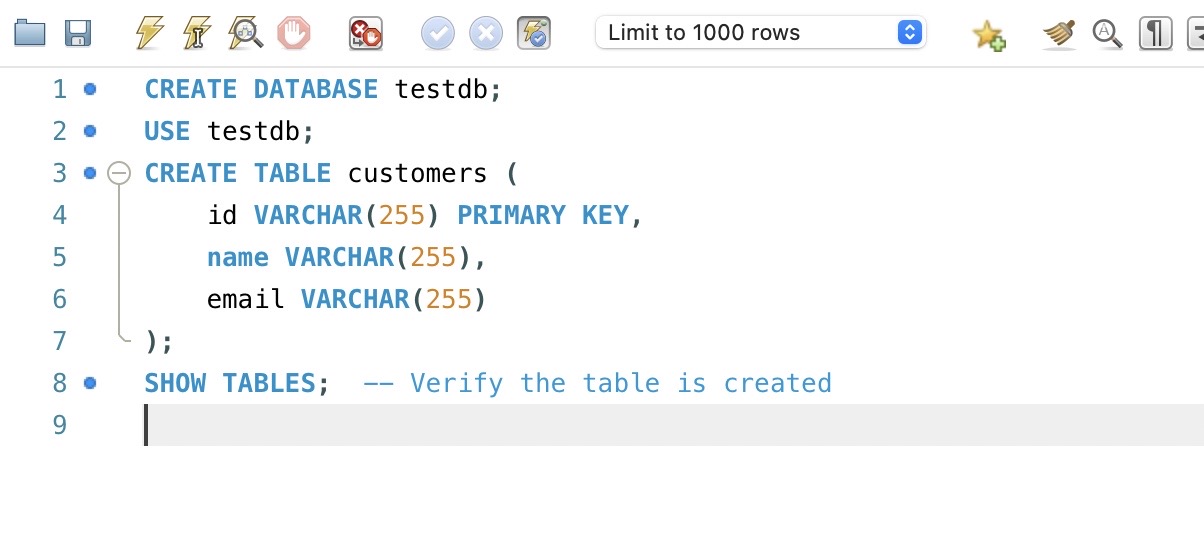 Limit to 1000 rows
1 CREATE DATABASE testdb;
2 USE testdb;
3 CREATE TABLE customers (
4 id VARCHAR(255) PRIMARY KEY,
5 name VARCHAR(255),
6 email VARCHAR(255)
7 );
8 SHOW TABLES;  -- Verify the table is created
9